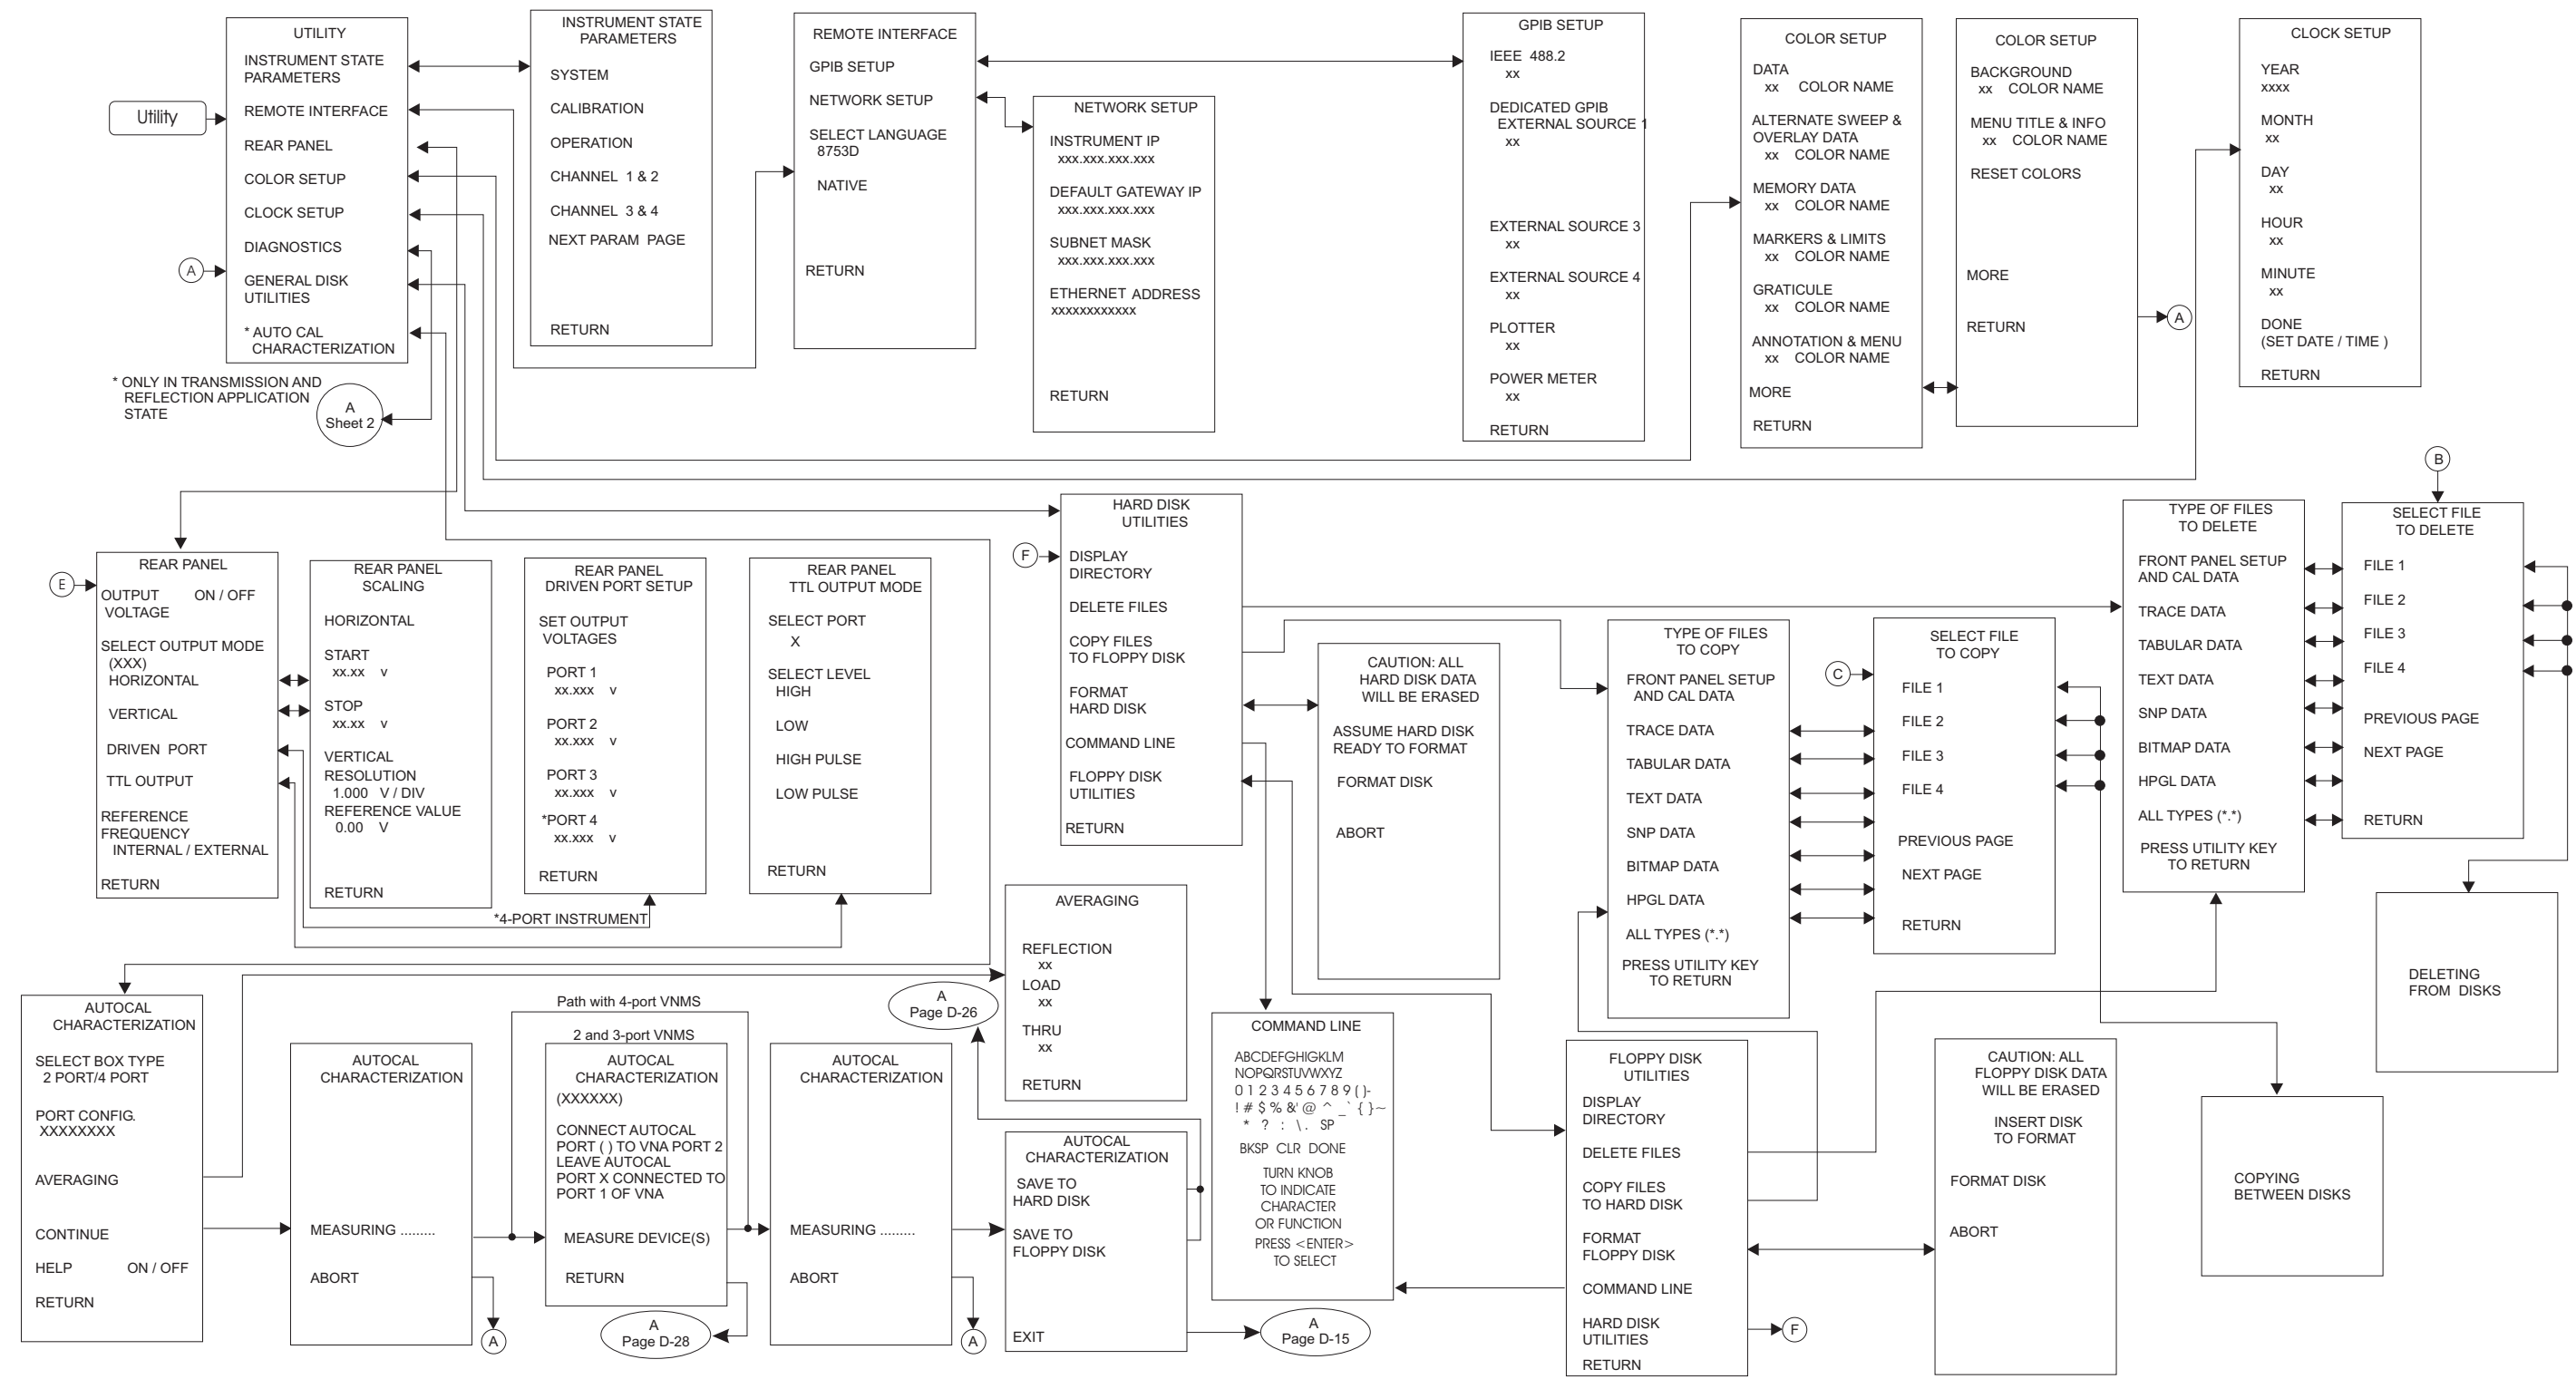 Utility
A
UTILITY
INSTRUMENT STATE
PARAMETERS
REMOTE INTERFACE
REAR PANEL
COLOR SETUP
CLOCK SETUP
DIAGNOSTICS
GENERAL DISK
UTILITIES
* AUTO CAL
CHARACTERIZATION
* ONLY IN TRANSMISSION AND
REFLECTION APPLICATION
STATE
A
Sheet 2
INSTRUMENT STATE
PARAMETERS
SYSTEM
CALIBRATION
OPERATION
CHANNEL 1 & 2
CHANNEL 3 & 4
NEXT PARAM PAGE
RETURN
REMOTE INTERFACE
GPIB SETUP
NETWORK SETUP
SELECT LANGUAGE
8753D
NATIVE
RETURN
NETWORK SETUP
INSTRUMENT IP
xxx.xxx.xxx.xxx
DEFAULT GATEWAY IP
xxx.xxx.xxx.xxx
SUBNET MASK
xxx.xxx.xxx.xxx
ETHERNET ADDRESS
xxxxxxxxxxxx
RETURN
GPIB SETUP
IEEE 488.2
xx
DEDICATED GPIB
EXTERNAL SOURCE 1
xx
EXTERNAL SOURCE 3
xx
EXTERNAL SOURCE 4
xx
PLOTTER
xx
POWER METER
xx
RETURN
COLOR SETUP
DATA
xx COLOR NAME
ALTERNATE SWEEP &
OVERLAY DATA
xx COLOR NAME
MEMORY DATA
xx COLOR NAME
MARKERS & LIMITS
xx COLOR NAME
GRATICULE
xx COLOR NAME
ANNOTATION & MENU
xx COLOR NAME
MORE
RETURN
COLOR SETUP
BACKGROUND
xx COLOR NAME
MENU TITLE & INFO
xx COLOR NAME
RESET COLORS
MORE
RETURN
A
CLOCK SETUP
YEAR
xxxx
MONTH
xx
DAY
xx
HOUR
xx
MINUTE
xx
DONE
(SET DATE / TIME )
RETURN
E
REAR PANEL
OUTPUT ON / OFF
VOLTAGE
SELECT OUTPUT MODE
(XXX)
HORIZONTAL
VERTICAL
DRIVEN PORT
TTL OUTPUT
REFERENCE
FREQUENCY
INTERNAL / EXTERNAL
RETURN
REAR PANEL
SCALING
HORIZONTAL
START
xx.xx v
STOP
xx.xx v
VERTICAL
RESOLUTION
1.000 V / DIV
REFERENCE VALUE
0.00 V
RETURN
REAR PANEL
DRIVEN PORT SETUP
SET OUTPUT
VOLTAGES
PORT 1
xx.xxx v
PORT 2
xx.xxx v
PORT 3
xx.xxx v
*PORT 4
xx.xxx v
RETURN
*4-PORT INSTRUMENT
REAR PANEL
TTL OUTPUT MODE
SELECT PORT
X
SELECT LEVEL
HIGH
LOW
HIGH PULSE
LOW PULSE
RETURN
F
HARD DISK
UTILITIES
DISPLAY
DIRECTORY
DELETE FILES
COPY FILES
TO FLOPPY DISK
FORMAT
HARD DISK
COMMAND LINE
FLOPPY DISK
UTILITIES
RETURN
CAUTION: ALL
HARD DISK DATA
WILL BE ERASED
ASSUME HARD DISK
READY TO FORMAT
FORMAT DISK
ABORT
TYPE OF FILES
TO COPY
FRONT PANEL SETUP
AND CAL DATA
TRACE DATA
TABULAR DATA
TEXT DATA
SNP DATA
BITMAP DATA
HPGL DATA
ALL TYPES (*.*)
PRESS UTILITY KEY
TO RETURN
C
SELECT FILE
TO COPY
FILE 1
FILE 2
FILE 3
FILE 4
PREVIOUS PAGE
NEXT PAGE
RETURN
TYPE OF FILES
TO DELETE
FRONT PANEL SETUP
AND CAL DATA
TRACE DATA
TABULAR DATA
TEXT DATA
SNP DATA
BITMAP DATA
HPGL DATA
ALL TYPES (*.*)
PRESS UTILITY KEY
TO RETURN
B
SELECT FILE
TO DELETE
FILE 1
FILE 2
FILE 3
FILE 4
PREVIOUS PAGE
NEXT PAGE
RETURN
DELETING
FROM DISKS
AUTOCAL
CHARACTERIZATION
SELECT BOX TYPE
2 PORT/4 PORT
PORT CONFIG.
XXXXXXXX
AVERAGING
CONTINUE
HELP ON / OFF
RETURN
AUTOCAL
CHARACTERIZATION
MEASURING .........
ABORT
A
Path with 4-port VNMS
2 and 3-port VNMS
AUTOCAL
CHARACTERIZATION
(XXXXXX)
CONNECT AUTOCAL
PORT ( ) TO VNA PORT 2
LEAVE AUTOCAL
PORT X CONNECTED TO
PORT 1 OF VNA
MEASURE DEVICE(S)
RETURN
A
Page D-28
AUTOCAL
CHARACTERIZATION
MEASURING .........
ABORT
A
A
Page D-26
AVERAGING
REFLECTION
xx
LOAD
xx
THRU
xx
RETURN
AUTOCAL
CHARACTERIZATION
SAVE TO
HARD DISK
SAVE TO
FLOPPY DISK
EXIT
A
Page D-15
COMMAND LINE
ABCDEFGHIGKLM
NOPQRSTUVWXYZ
0 1 2 3 4 5 6 7 8 9 ( )-
! # $ % &' @ ^ _ ` { } ~
* ? : \ . SP
BKSP CLR DONE
TURN KNOB
TO INDICATE
CHARACTER
OR FUNCTION
PRESS <ENTER>
TO SELECT
FLOPPY DISK
UTILITIES
DISPLAY
DIRECTORY
DELETE FILES
COPY FILES
TO HARD DISK
FORMAT
FLOPPY DISK
COMMAND LINE
HARD DISK
UTILITIES
RETURN
F
CAUTION: ALL
FLOPPY DISK DATA
WILL BE ERASED
INSERT DISK
TO FORMAT
FORMAT DISK
ABORT
COPYING
BETWEEN DISKS